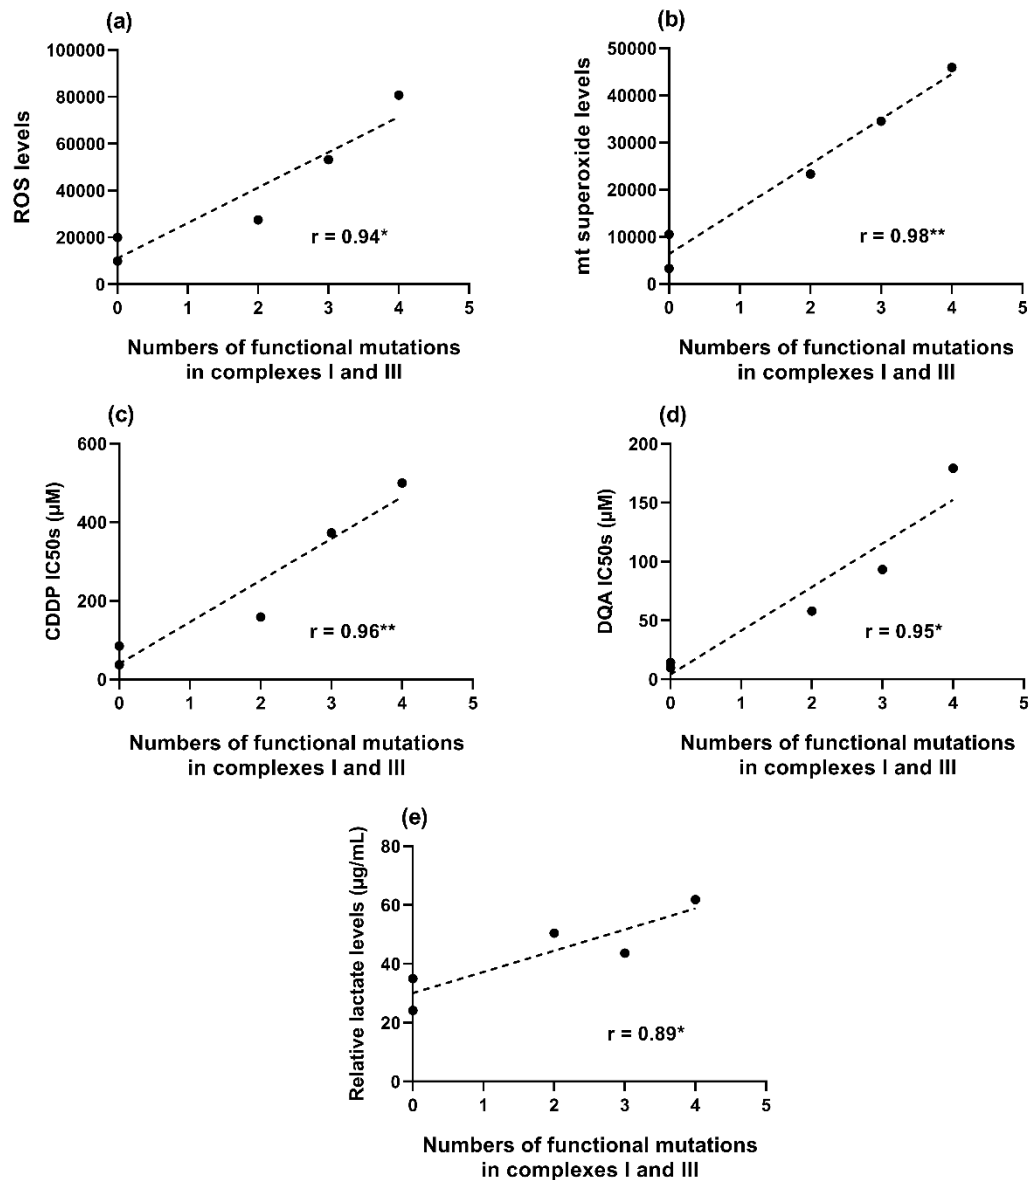 (a)
100000
80000
60000
40000
20000
0
ROS levels
0 1 2 3 4 5
Numbers of functional mutations
in complexes I and III
r = 0.94*
(b)
50000
40000
30000
20000
10000
0
mt superoxide levels
0 1 2 3 4 5
Numbers of functional mutations
in complexes I and III
r = 0.98**
(c)
600
400
200
0
CDDP IC50s (µM)
0 1 2 3 4 5
Numbers of functional mutations
in complexes I and III
r = 0.96**
(d)
200
150
100
50
0
DQA IC50s (µM)
0 1 2 3 4 5
Numbers of functional mutations
in complexes I and III
r = 0.95*
(e)
80
60
40
20
0
Relative lactate levels (µg/mL)
0 1 2 3 4 5
Numbers of functional mutations
in complexes I and III
r = 0.89*